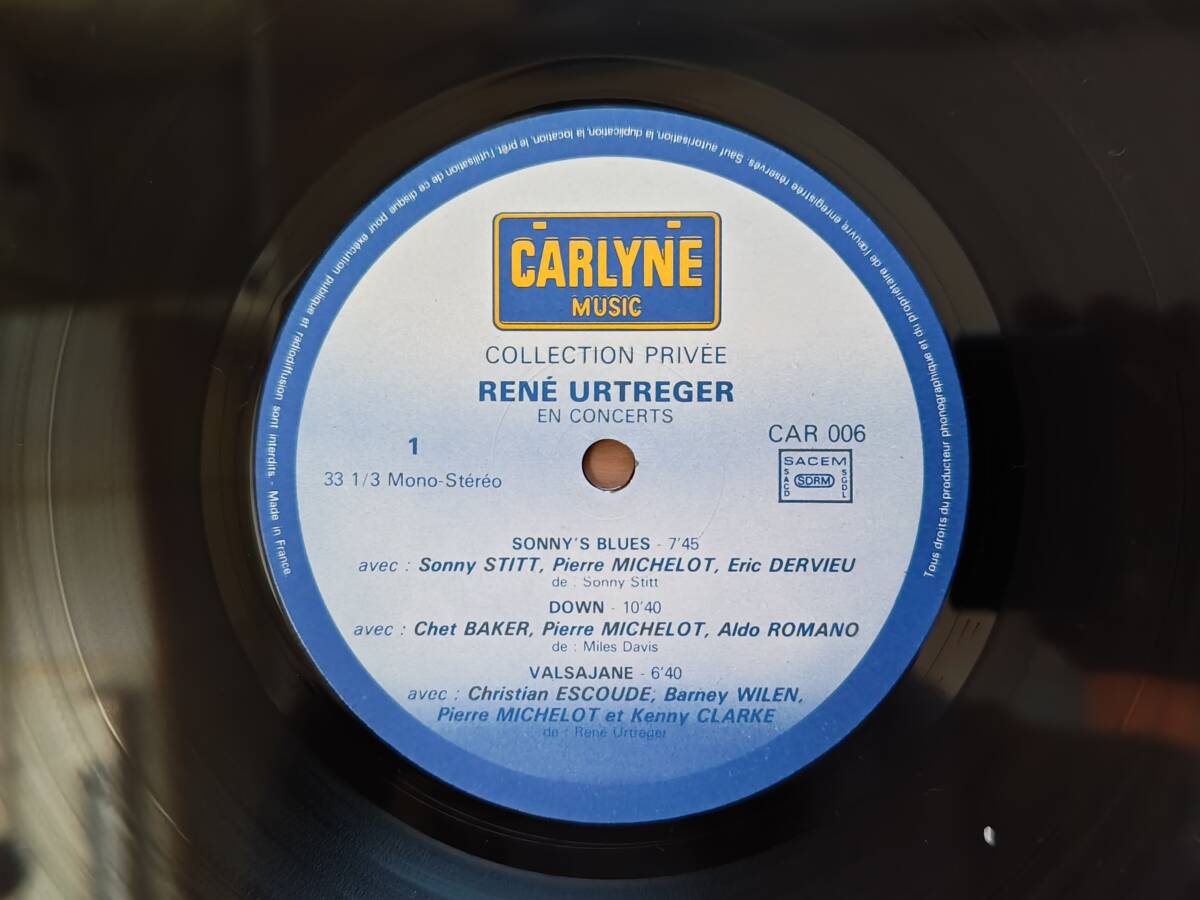 CARLYNE
MUSIC
COLLECTION PRIVÉE
RENÉ URTREGER
EN CONCERTS
1
33 1/3 Mono-Stéréo
CAR 006
SACEM
SACD
SDRM
SGDL
SONNY'S BLUES - 7'45
avec : Sonny STITT, Pierre MICHELOT, Eric DERVIEU
de : Sonny Stitt
DOWN - 10'40
avec : Chet BAKER, Pierre MICHELOT, Aldo ROMANO
de : Miles Davis
VALSAJANE - 6'40
avec : Christian ESCOUDE, Barney WILEN,
Pierre MICHELOT et Kenny CLARKE
de : René Urtreger
Tous droits du producteur phonographique et du propriétaire de l'œuvre enregistrée réservés. Sauf autorisation, la duplication, la location, le prêt, l'utilisation de ce disque pour exécution publique et radiodiffusion sont interdits - Made in France